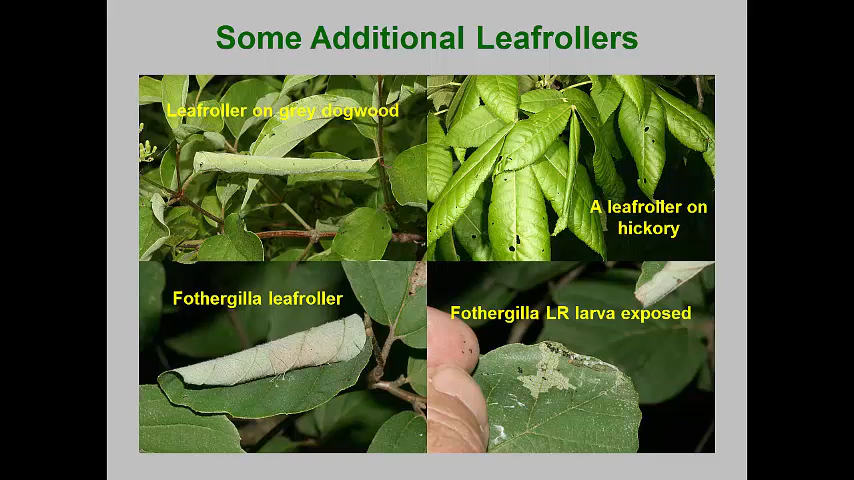 Some Additional Leafrollers
Leafroller on grey dogwood
A leafroller on
hickory
Fothergilla leafroller
Fothergilla LR larva exposed